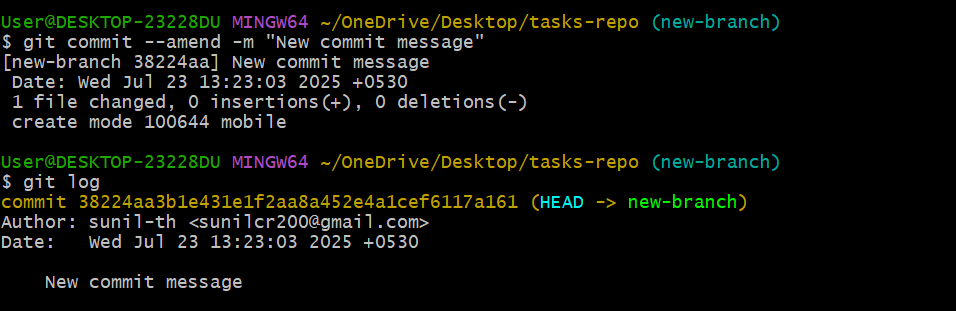 User@DESKTOP-23228DU MINGW64 ~/OneDrive/Desktop/tasks-repo (new-branch)
$ git commit --amend -m "New commit message"
[new-branch 38224aa] New commit message
 Date: Wed Jul 23 13:23:03 2025 +0530
 1 file changed, 0 insertions(+), 0 deletions(-)
 create mode 100644 mobile
User@DESKTOP-23228DU MINGW64 ~/OneDrive/Desktop/tasks-repo (new-branch)
$ git log
commit 38224aa3b1e431e1f2aa8a452e4a1cef6117a161 (HEAD -> new-branch)
Author: sunil-th <sunilcr200@gmail.com>
Date:   Wed Jul 23 13:23:03 2025 +0530
    New commit message